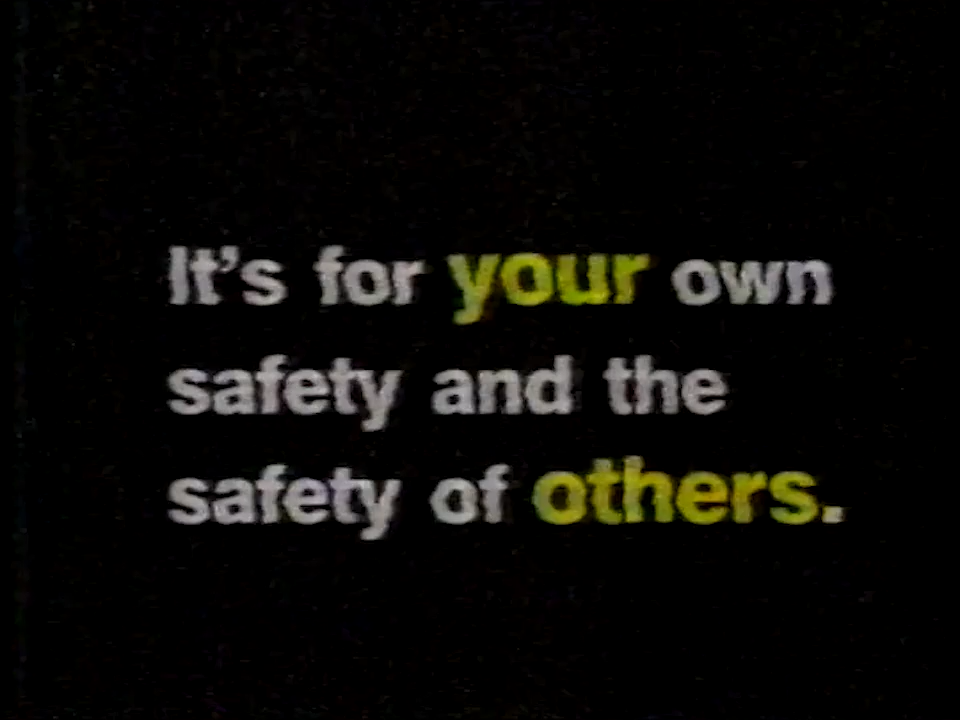 It’s for your own
safety and the
safety of others.